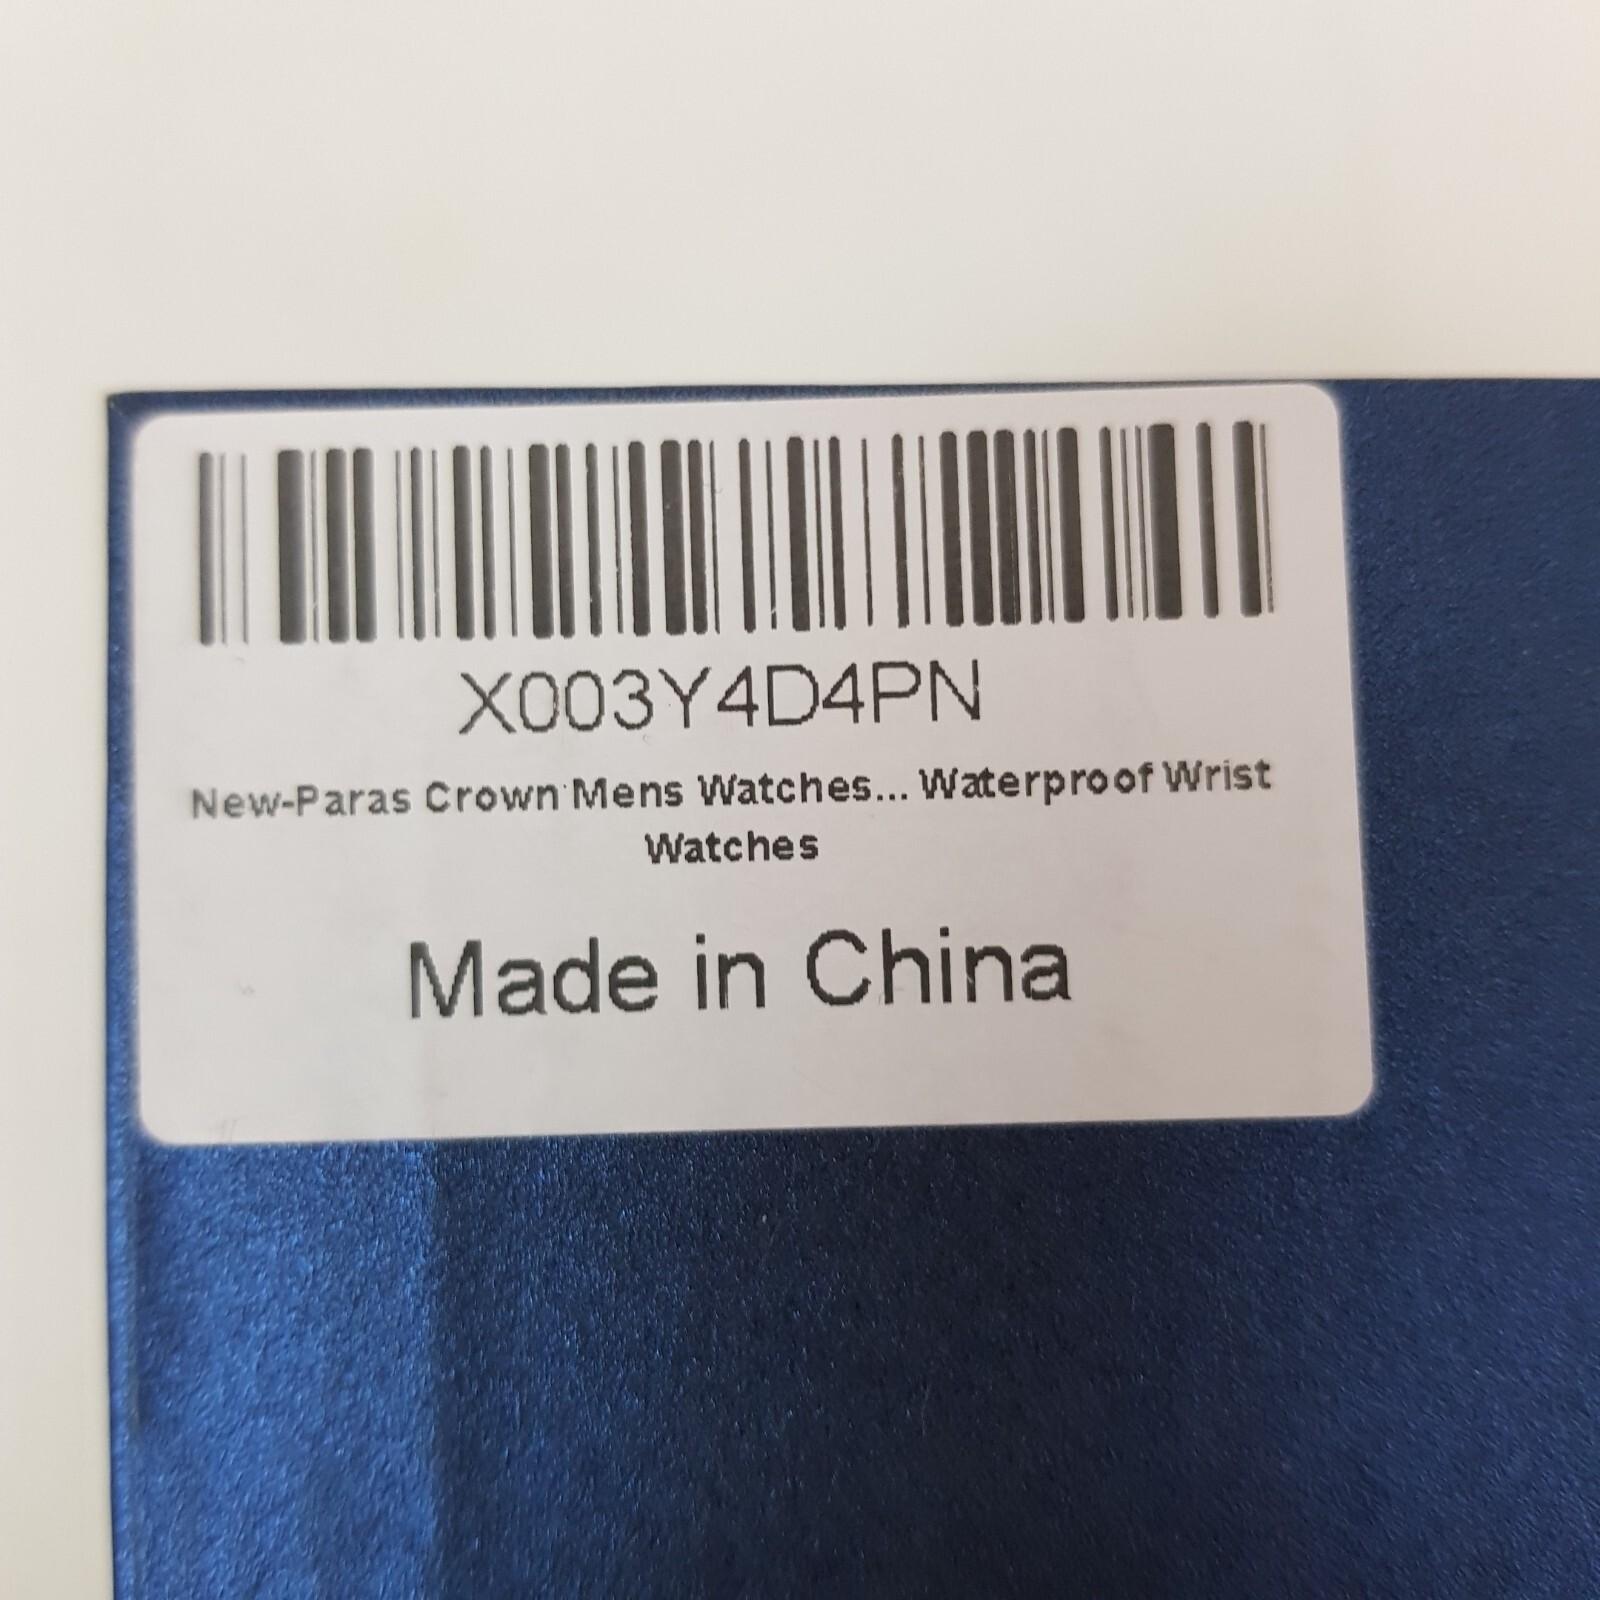 X003Y4D4PN
New-Paras Crown Mens Watches... Waterproof Wrist
Watches
Made in China